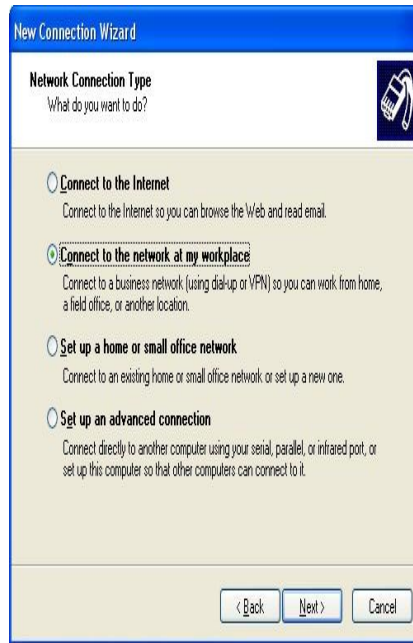 New Connection Wizard
Network Connection Type
What do you want to do?
Connect to the Internet
Connect to the Internet so you can browse the Web and read email.
Connect to the network at my workplace
Connect to a business network (using dial-up or VPN) so you can work from home,
a field office, or another location.
Set up a home or small office network
Connect to an existing home or small office network or set up a new one.
Set up an advanced connection
Connect directly to another computer using your serial, parallel, or infrared port, or
set up this computer so that other computers can connect to it.
< Back Next > Cancel